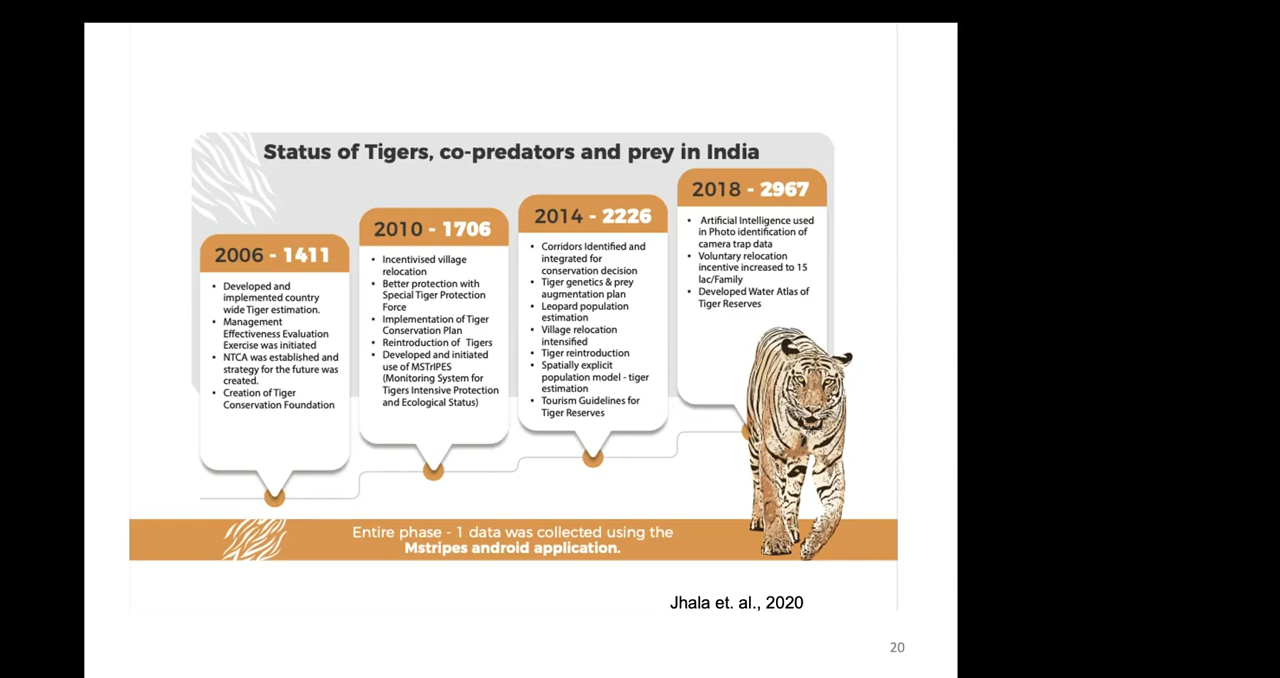 Status of Tigers, co-predators and prey in India
2006 - 1411
• Developed and
implemented country
wide Tiger estimation.
• Management
Effectiveness Evaluation
Exercise was initiated
• NTCA was established and
strategy for the future was
created.
• Creation of Tiger
Conservation Foundation
2010 - 1706
• Incentivised village
relocation
• Better protection with
Special Tiger Protection
Force
• Implementation of Tiger
Conservation Plan
• Reintroduction of Tigers
• Developed and initiated
use of MSTrIPES
(Monitoring System for
Tigers Intensive Protection
and Ecological Status)
2014 - 2226
• Corridors Identified and
integrated for
conservation decision
• Tiger genetics & prey
augmentation plan
• Leopard population
estimation
• Village relocation
intensified
• Tiger reintroduction
• Spatially explicit
population model - tiger
estimation
• Tourism Guidelines for
Tiger Reserves
2018 - 2967
• Artificial Intelligence used
in Photo identification of
camera trap data
• Voluntary relocation
incentive increased to 15
lac/Family
• Developed Water Atlas of
Tiger Reserves
Entire phase - 1 data was collected using the
Mstripes android application.
Jhala et. al., 2020
20